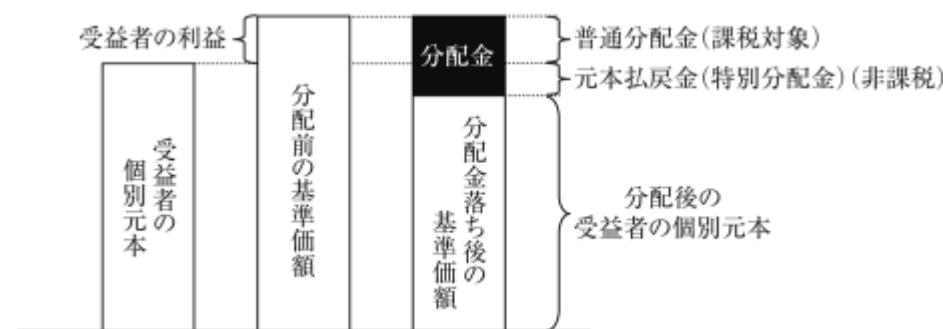 受益者の利益
分配金
普通分配金(課税対象)
元本払戻金(特別分配金)(非課税)
受益者の
個別元本
分配前の基準価額
分配金落ち後の
基準価額
分配後の
受益者の個別元本